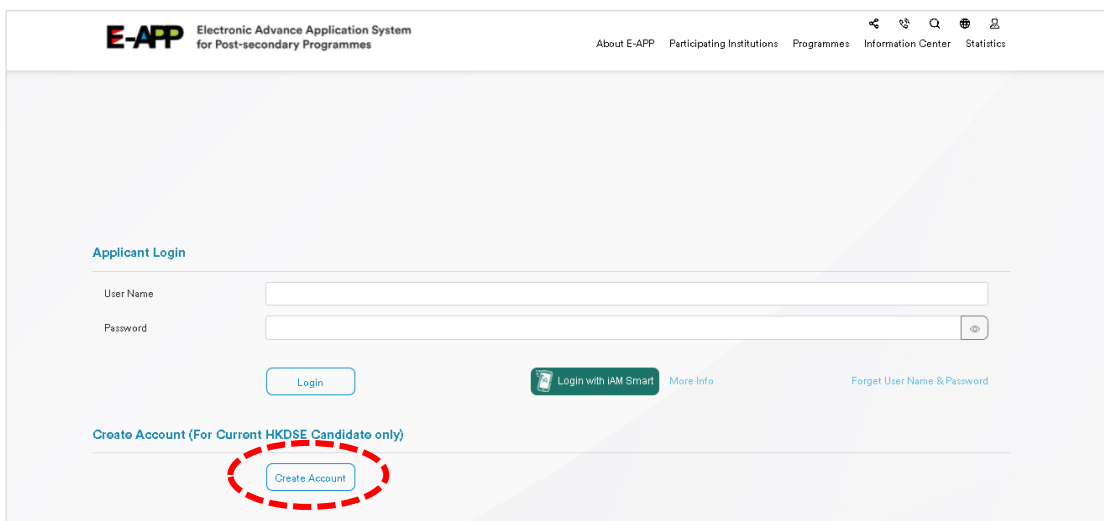 E-APP
Electronic Advance Application System
for Post-secondary Programmes
About E-APP Participating Institutions Programmes Information Center Statistics
Applicant Login
User Name
Password
Login
Login with iAM Smart
More Info
Forget User Name & Password
Create Account (For Current HKDSE Candidate only)
Create Account